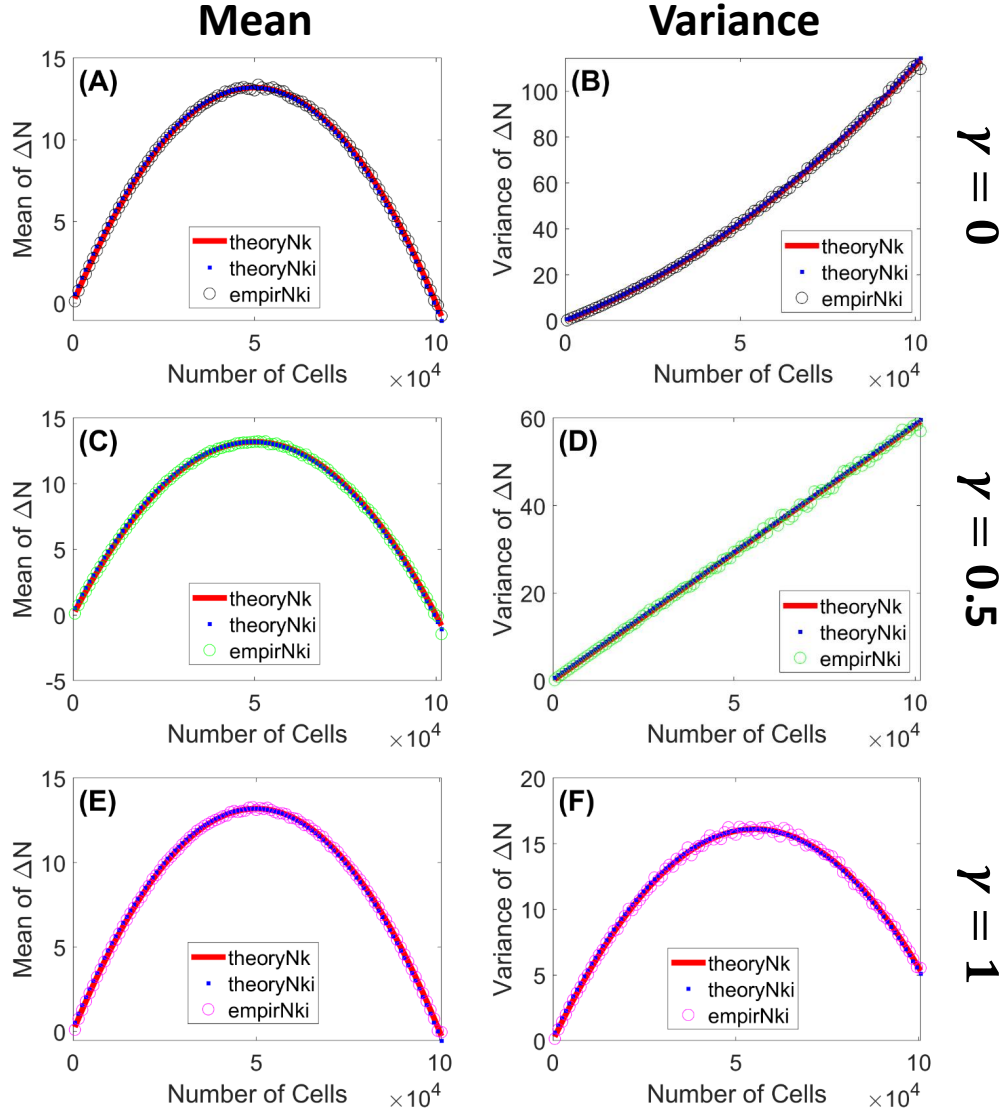 Mean
Variance
(A)
Mean of ΔN
15
10
5
0
theoryNk
theoryNki
empirNki
0
5
10
Number of Cells
×10⁴
(B)
Variance of ΔN
100
80
60
40
20
0
theoryNk
theoryNki
empirNki
0
5
10
Number of Cells
×10⁴
γ = 0
(C)
Mean of ΔN
15
10
5
0
-5
theoryNk
theoryNki
empirNki
0
5
10
Number of Cells
×10⁴
(D)
Variance of ΔN
60
40
20
0
theoryNk
theoryNki
empirNki
0
5
10
Number of Cells
×10⁴
γ = 0.5
(E)
Mean of ΔN
15
10
5
0
theoryNk
theoryNki
empirNki
0
5
10
Number of Cells
×10⁴
(F)
Variance of ΔN
20
15
10
5
0
theoryNk
theoryNki
empirNki
0
5
10
Number of Cells
×10⁴
γ = 1